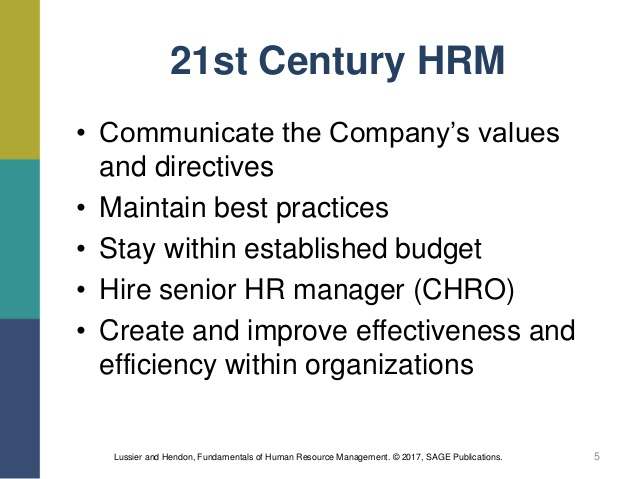 21st Century HRM
• Communicate the Company’s values
and directives
• Maintain best practices
• Stay within established budget
• Hire senior HR manager (CHRO)
• Create and improve effectiveness and
efficiency within organizations
Lussier and Hendon, Fundamentals of Human Resource Management. © 2017, SAGE Publications.
5